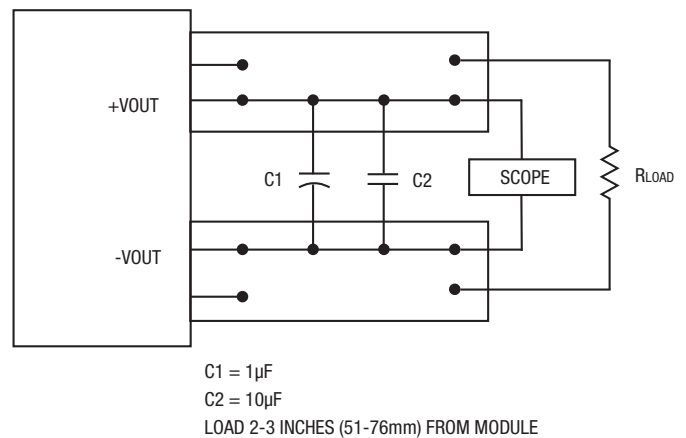 +VOUT
C1
C2
SCOPE
RLOAD
-VOUT
C1 = 1µF
C2 = 10µF
LOAD 2-3 INCHES (51-76mm) FROM MODULE